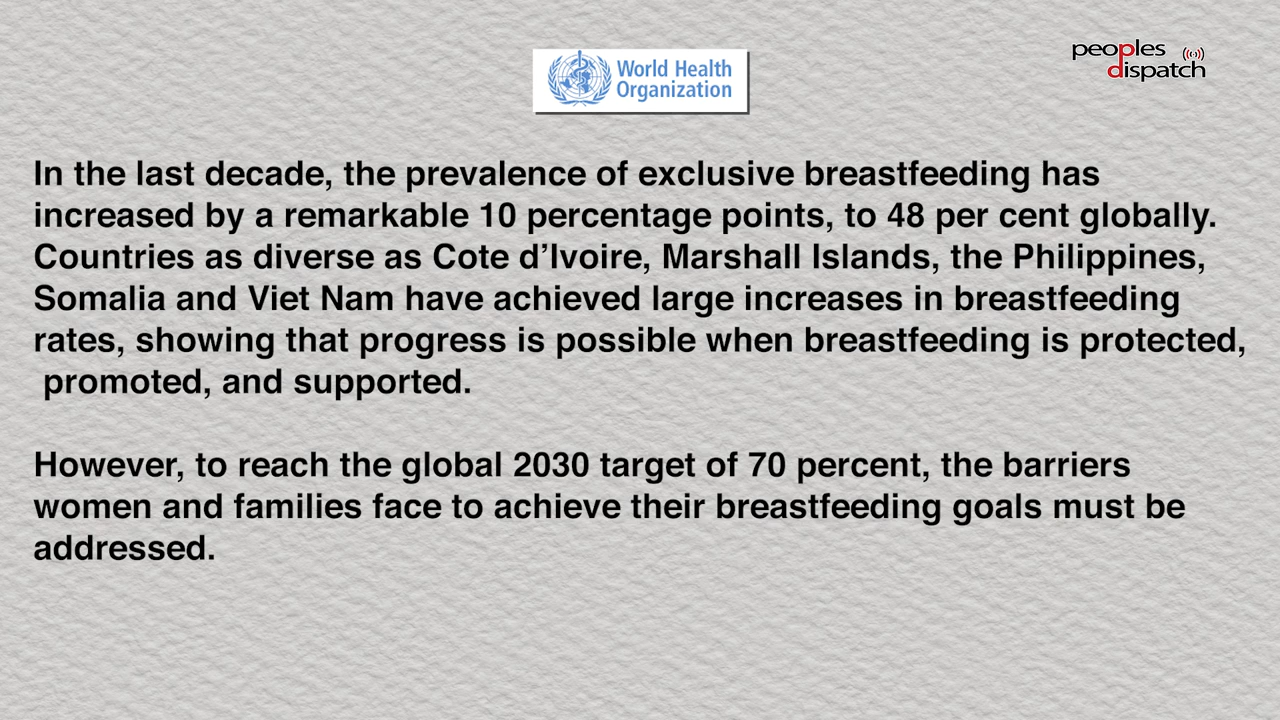 World Health
Organization
peoples
dispatch
In the last decade, the prevalence of exclusive breastfeeding has
increased by a remarkable 10 percentage points, to 48 per cent globally.
Countries as diverse as Cote d’Ivoire, Marshall Islands, the Philippines,
Somalia and Viet Nam have achieved large increases in breastfeeding
rates, showing that progress is possible when breastfeeding is protected,
promoted, and supported.
However, to reach the global 2030 target of 70 percent, the barriers
women and families face to achieve their breastfeeding goals must be
addressed.